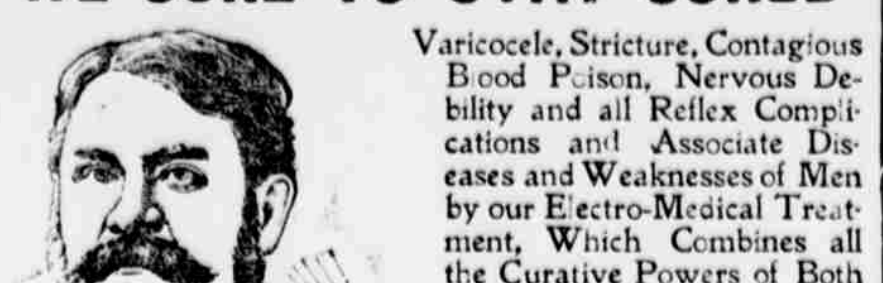 Varicocele, Stricture, Contagious
Blood Poison, Nervous De-
bility and all Reflex Compli-
cations and Associate Dis-
eases and Weaknesses of Men
by our Electro-Medical Treat-
ment, Which Combines all
the Curative Powers of Both